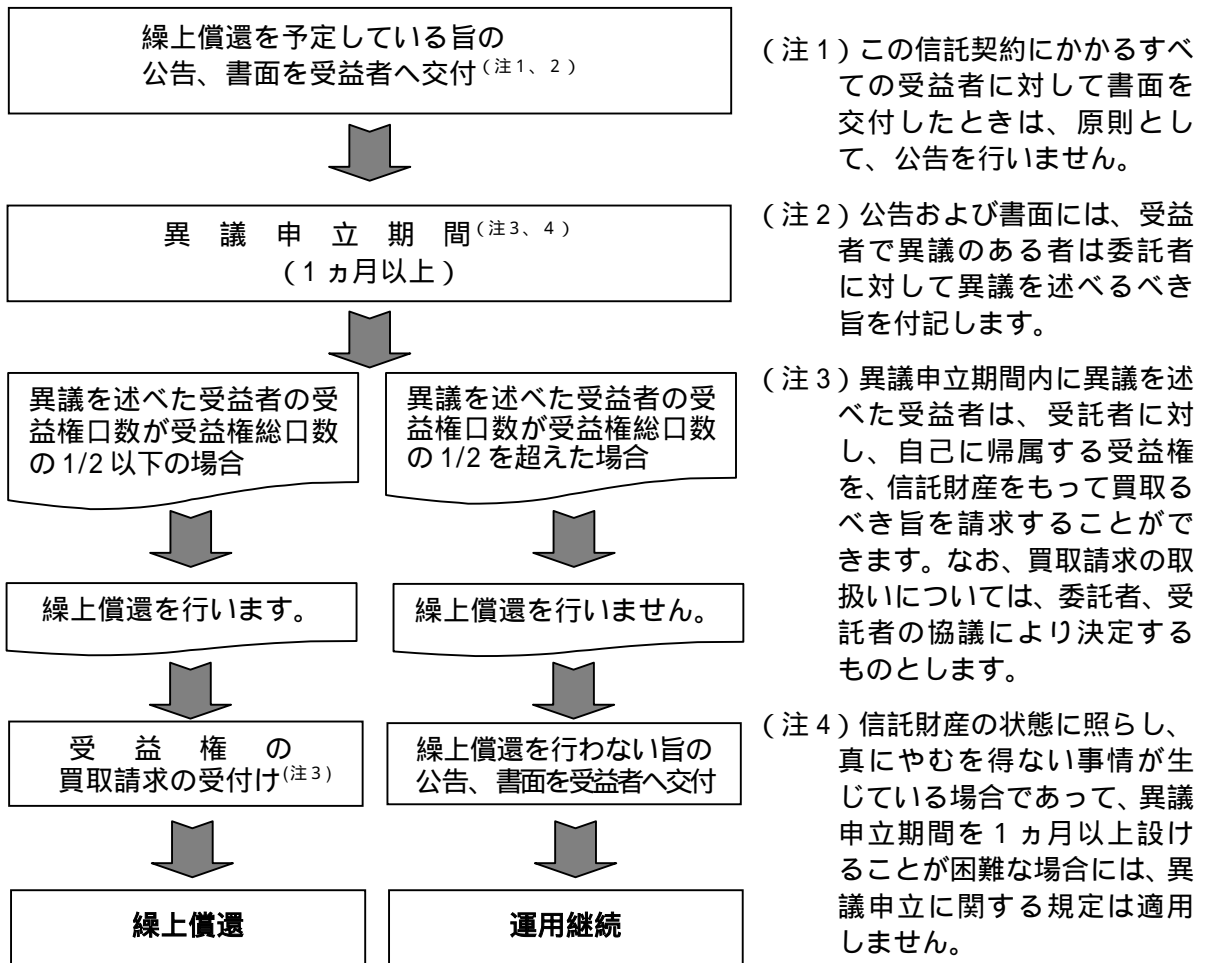 繰上償還を予定している旨の
公告、書面を受益者へ交付(注1、2)
異議申立期間(注3、4)
(1ヵ月以上)
異議を述べた受益者の受
益権口数が受益権総口数
の1/2以下の場合
異議を述べた受益者の受
益権口数が受益権総口数
の1/2を超えた場合
繰上償還を行います。
繰上償還を行いません。
受益権の
買取請求の受付け(注3)
繰上償還を行わない旨の
公告、書面を受益者へ交付
繰上償還
運用継続
(注1)この信託契約にかかるすべ
ての受益者に対して書面を
交付したときは、原則とし
て、公告を行いません。
(注2)公告および書面には、受益
者で異議のある者は委託者
に対して異議を述べるべき
旨を付記します。
(注3)異議申立期間内に異議を述
べた受益者は、受託者に対
し、自己に帰属する受益権
を、信託財産をもって買取る
べき旨を請求することがで
きます。なお、買取請求の取
扱いについては、委託者、受
託者の協議により決定する
ものとします。
(注4)信託財産の状態に照らし、
真にやむを得ない事情が生
じている場合であって、異議
申立期間を1ヵ月以上設け
ることが困難な場合には、異
議申立に関する規定は適用
しません。